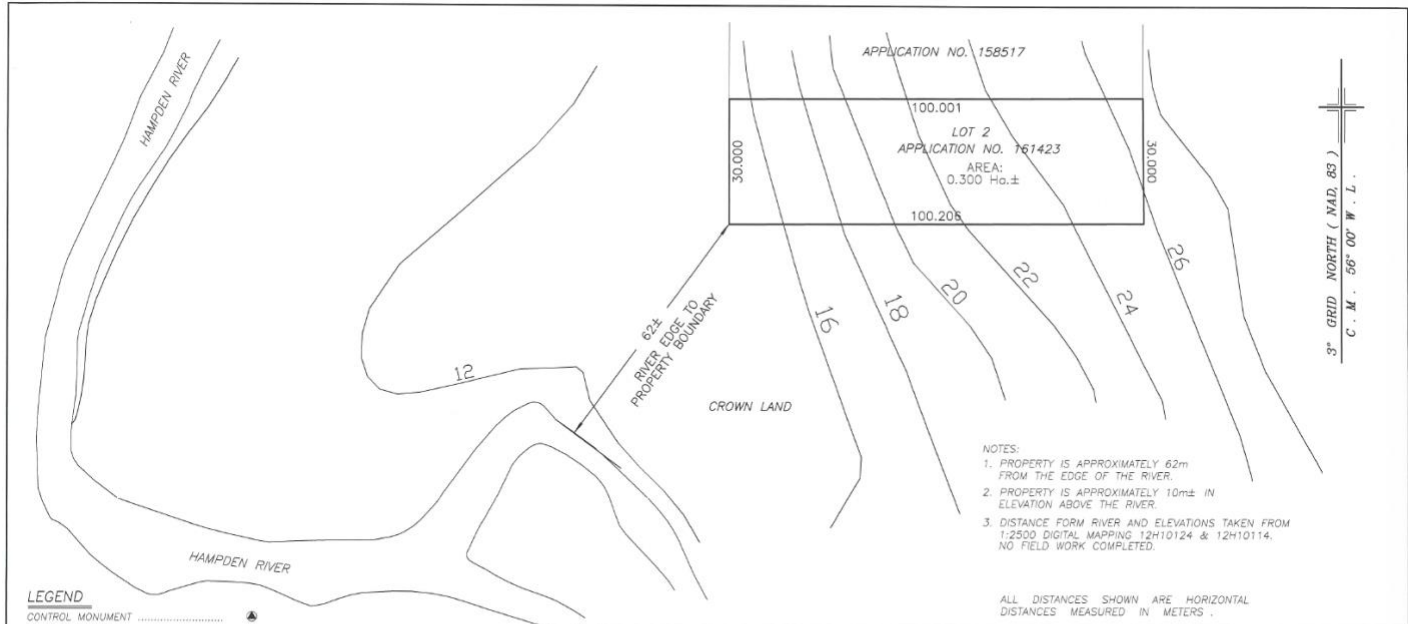 HAMPDEN RIVER
APPLICATION NO. 158517
100.001
LOT 2
APPLICATION NO. 161423
AREA:
0.300 Ha.±
30.000
30.000
100.206
3° GRID NORTH ( NAD, 83 )
C . M . 56° 00' W . L .
62±
RIVER EDGE TO
PROPERTY BOUNDARY
12
16
18
20
22
24
26
CROWN LAND
NOTES:
1. PROPERTY IS APPROXIMATELY 62m
FROM THE EDGE OF THE RIVER.
2. PROPERTY IS APPROXIMATELY 10m± IN
ELEVATION ABOVE THE RIVER.
3. DISTANCE FORM RIVER AND ELEVATIONS TAKEN FROM
1:2500 DIGITAL MAPPING 12H10124 & 12H10114.
NO FIELD WORK COMPLETED.
HAMPDEN RIVER
LEGEND
CONTROL MONUMENT ........................
ALL DISTANCES SHOWN ARE HORIZONTAL
DISTANCES MEASURED IN METERS .